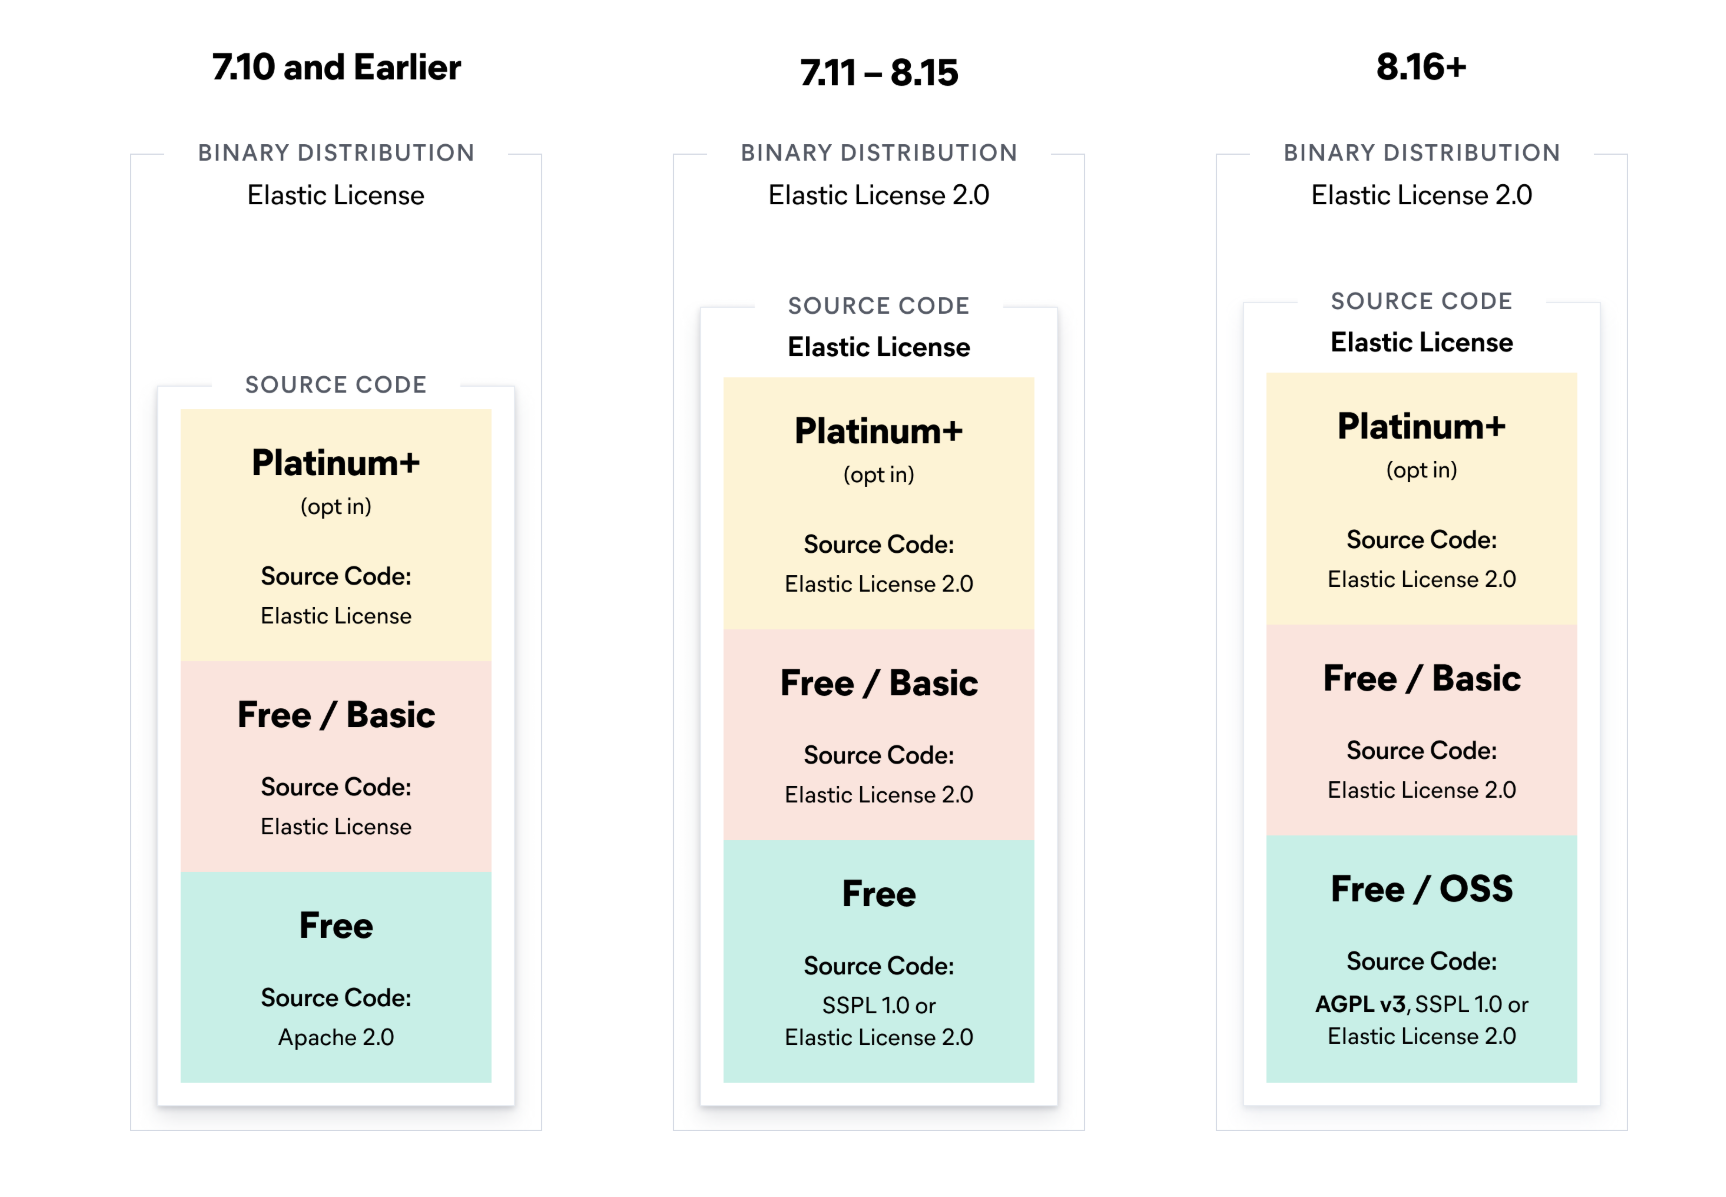 7.10 and Earlier
BINARY DISTRIBUTION
Elastic License
SOURCE CODE
Platinum+
(opt in)
Source Code:
Elastic License
Free / Basic
Source Code:
Elastic License
Free
Source Code:
Apache 2.0
7.11 – 8.15
BINARY DISTRIBUTION
Elastic License 2.0
SOURCE CODE
Elastic License
Platinum+
(opt in)
Source Code:
Elastic License 2.0
Free / Basic
Source Code:
Elastic License 2.0
Free
Source Code:
SSPL 1.0 or
Elastic License 2.0
8.16+
BINARY DISTRIBUTION
Elastic License 2.0
SOURCE CODE
Elastic License
Platinum+
(opt in)
Source Code:
Elastic License 2.0
Free / Basic
Source Code:
Elastic License 2.0
Free / OSS
Source Code:
AGPL v3, SSPL 1.0 or
Elastic License 2.0